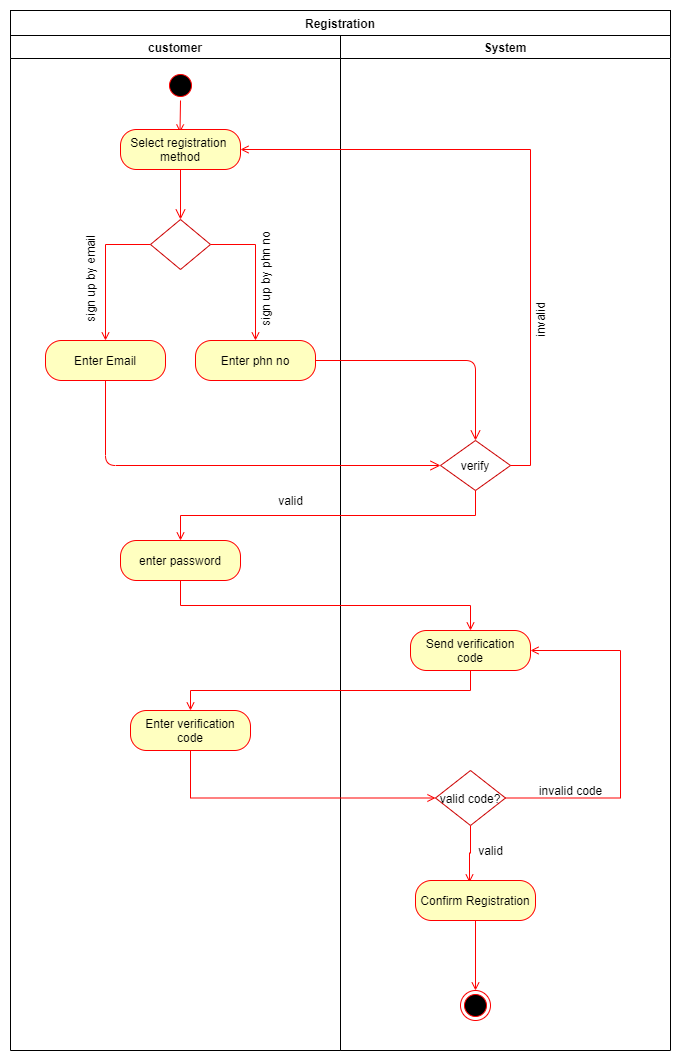 Registration
customer
System
Select registration
method
sign up by email
sign up by phn no
invalid
Enter Email
Enter phn no
verify
valid
enter password
Send verification
code
Enter verification
code
valid code?
invalid code
valid
Confirm Registration